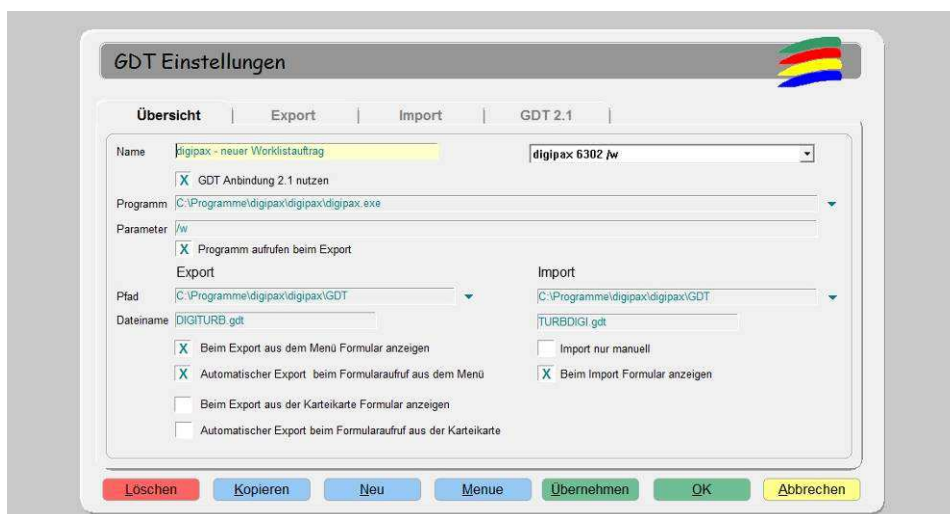 GDT Einstellungen
Übersicht | Export | Import | GDT 2.1 |
Name digipax - neuer Worklistauftrag digipax 6302 /w
X GDT Anbindung 2.1 nutzen
Programm C:\Programme\digipax\digipax\digipax.exe
Parameter /w
X Programm aufrufen beim Export
Export Import
Pfad C:\Programme\digipax\digipax\GDT C:\Programme\digipax\digipax\GDT
Dateiname DIGITURB.gdt TURBDIGI.gdt
X Beim Export aus dem Menü Formular anzeigen Import nur manuell
X Automatischer Export beim Formularaufruf aus dem Menü X Beim Import Formular anzeigen
Beim Export aus der Karteikarte Formular anzeigen
Automatischer Export beim Formularaufruf aus der Karteikarte
Löschen Kopieren Neu Menue Übernehmen OK Abbrechen